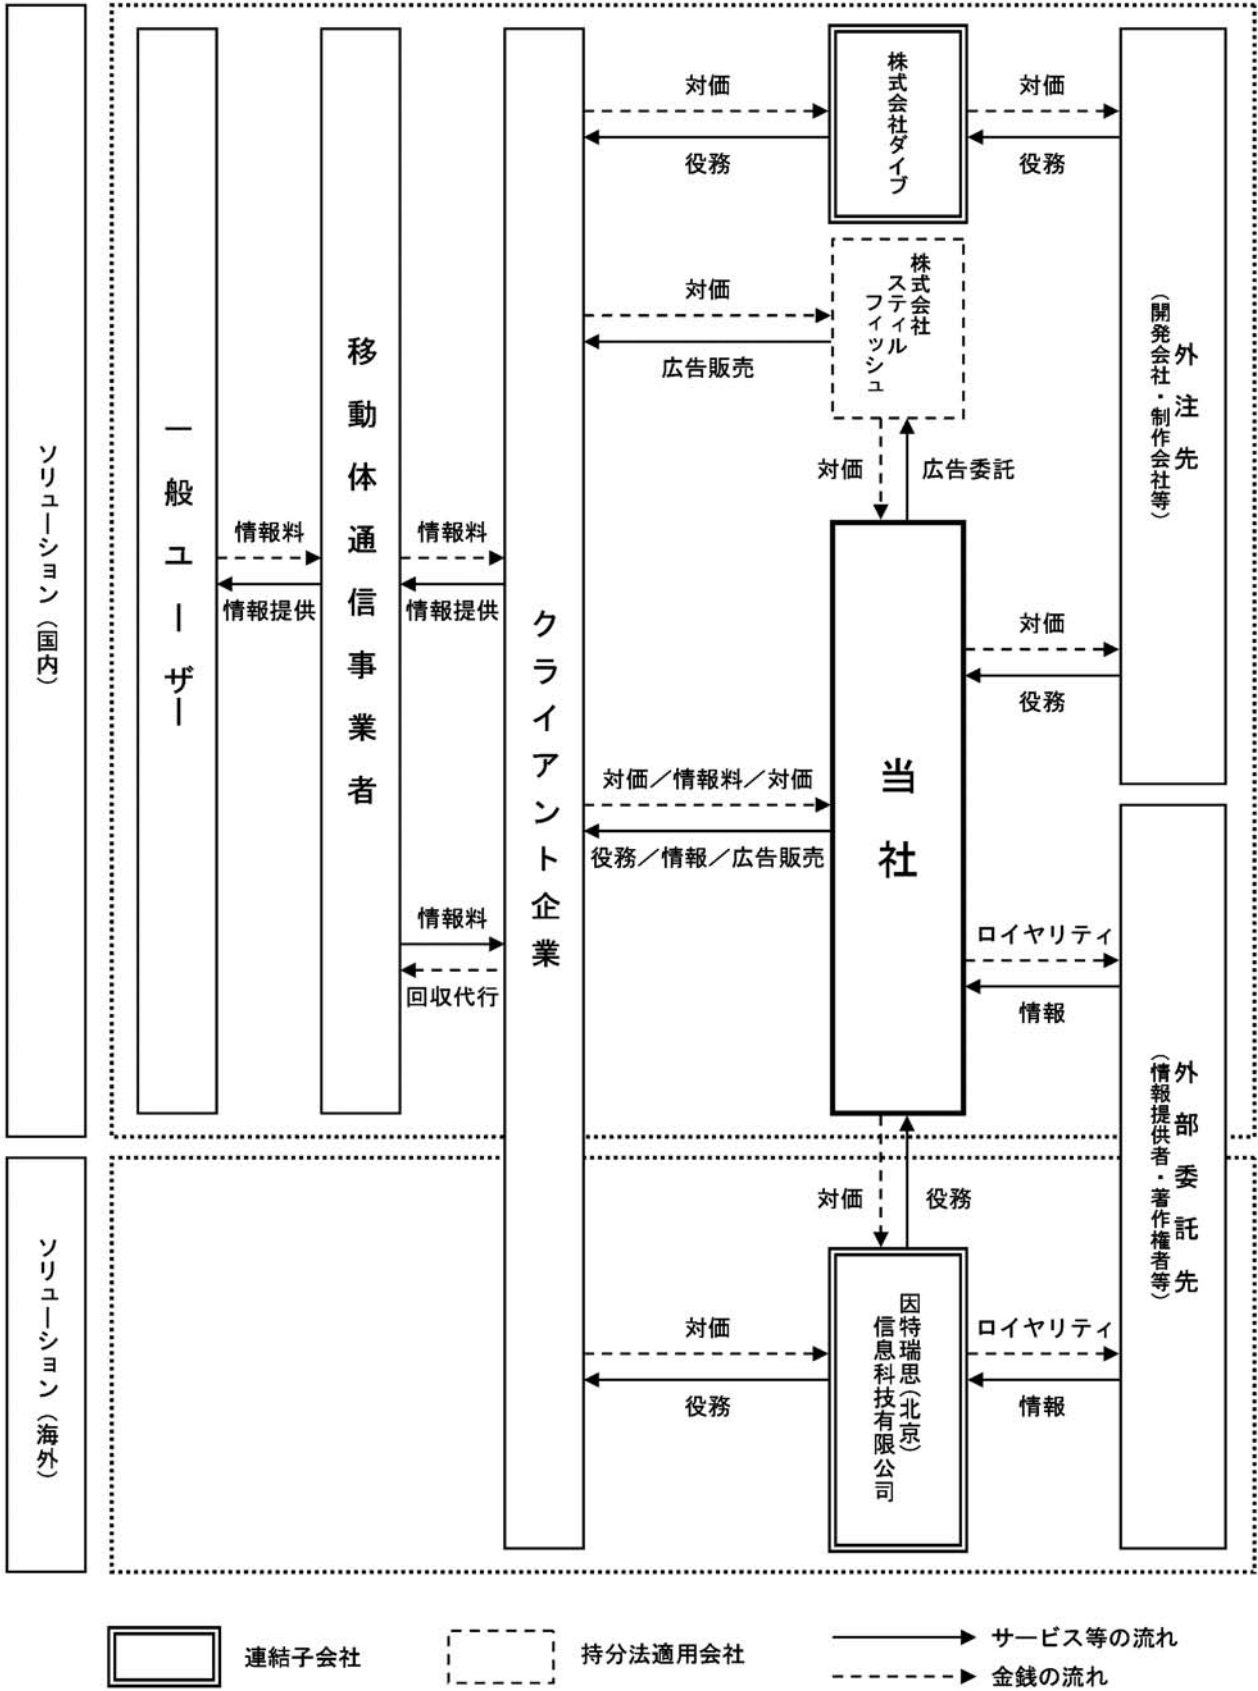 ソリューション（国内）
一般ユーザー
情報料
情報提供
移動体通信事業者
情報料
情報提供
情報料
回収代行
クライアント企業
対価
役務
株式会社ダイブ
対価
役務
対価
広告販売
株式会社
スティル
フィッシュ
対価
広告委託
外注先
（開発会社・制作会社等）
対価
役務
対価／情報料／対価
役務／情報／広告販売
当社
ロイヤリティ
情報
外部委託先
（情報提供者・著作権者等）
ソリューション（海外）
対価
役務
対価
役務
因特瑞思（北京）
信息科技有限公司
ロイヤリティ
情報
連結子会社
持分法適用会社
サービス等の流れ
金銭の流れ